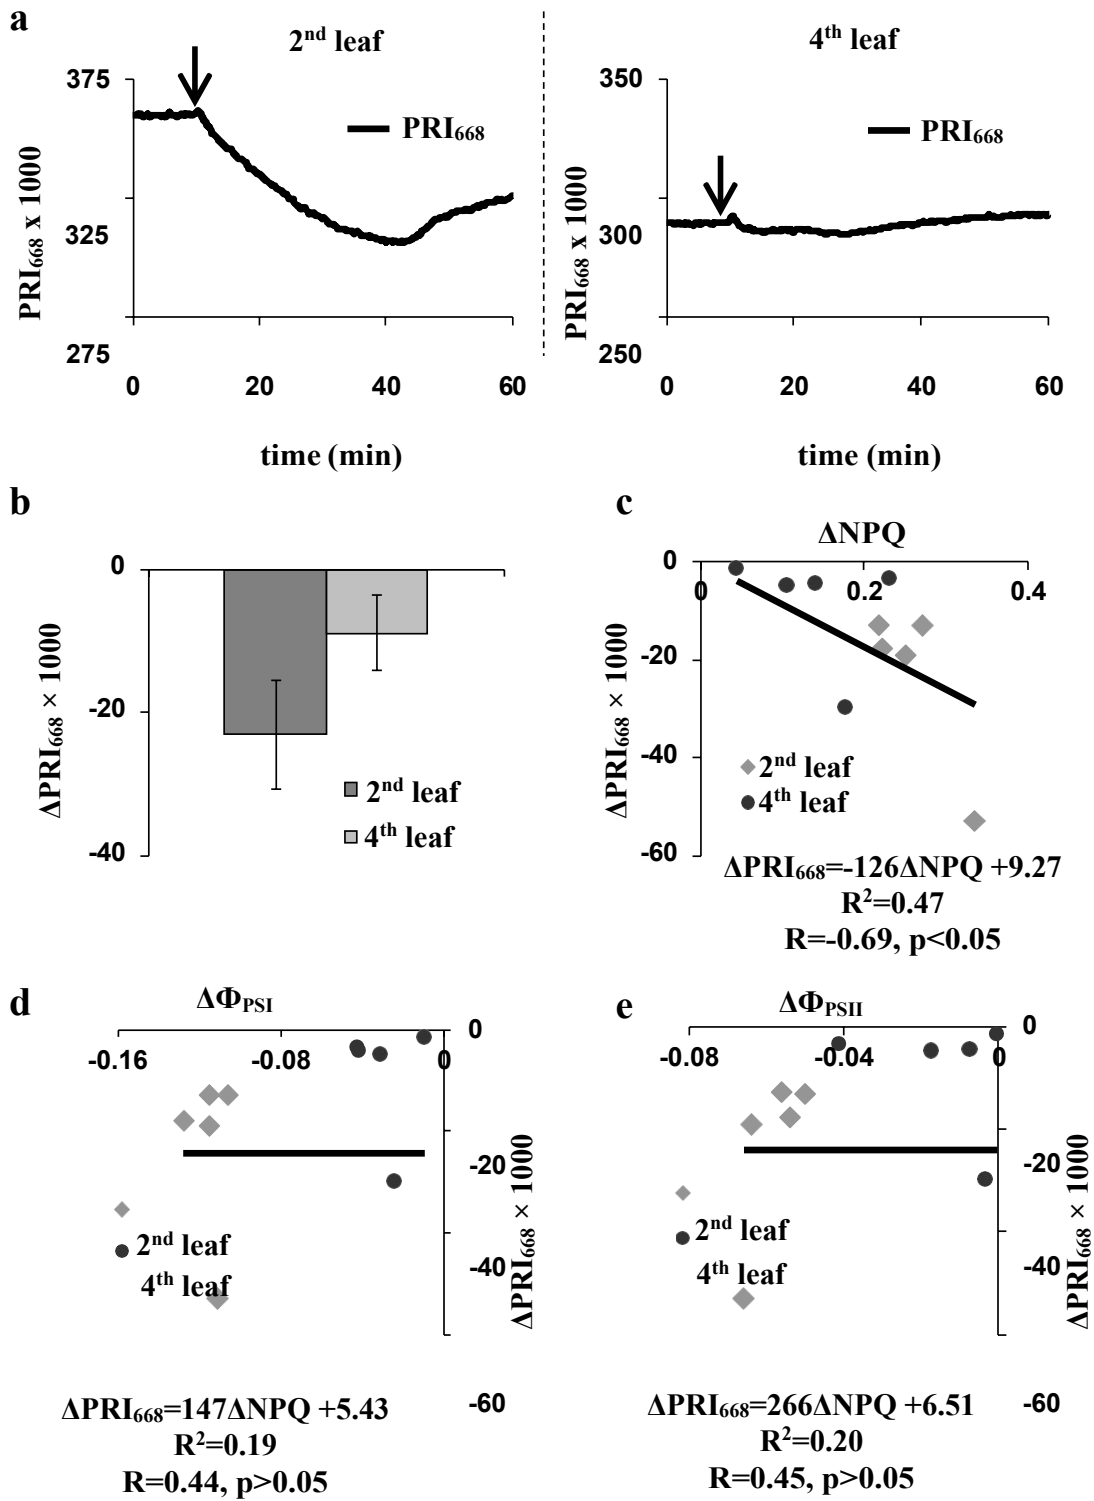 a
2nd leaf
4th leaf
375
325
275
PRI668 x 1000
PRI668
0 20 40 60
time (min)
350
300
250
PRI668 x 1000
PRI668
0 20 40 60
time (min)
b
0
-20
-40
ΔPRI668 × 1000
2nd leaf
4th leaf
c
ΔNPQ
0
-20
-40
-60
0 0.2 0.4
ΔPRI668 × 1000
2nd leaf
4th leaf
ΔPRI668=-126ΔNPQ +9.27
R2=0.47
R=-0.69, p<0.05
d
ΔΦPSI
-0.16 -0.08 0
0
-20
-40
-60
ΔPRI668 × 1000
2nd leaf
4th leaf
ΔPRI668=147ΔNPQ +5.43
R2=0.19
R=0.44, p>0.05
e
ΔΦPSII
-0.08 -0.04 0
0
-20
-40
-60
ΔPRI668 × 1000
2nd leaf
4th leaf
ΔPRI668=266ΔNPQ +6.51
R2=0.20
R=0.45, p>0.05